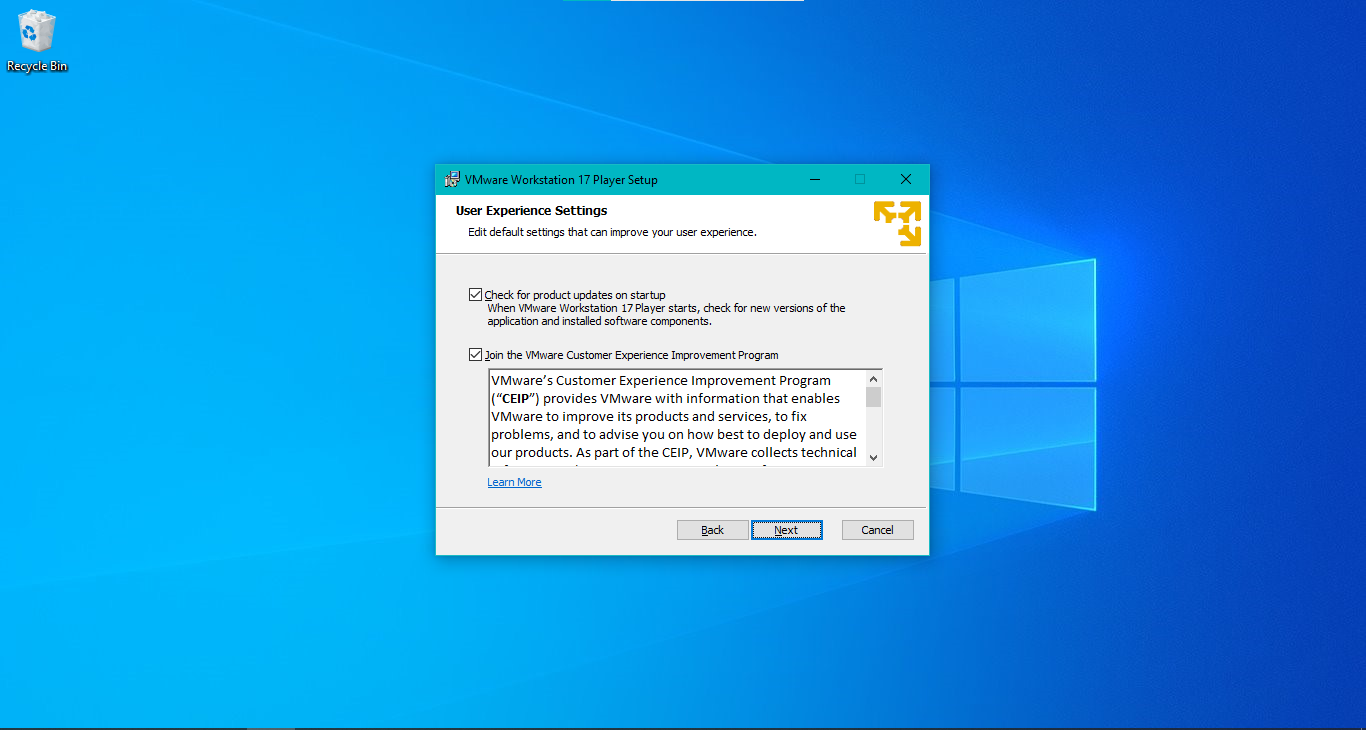 Recycle Bin
VMware Workstation 17 Player Setup
User Experience Settings
Edit default settings that can improve your user experience.
Check for product updates on startup
When VMware Workstation 17 Player starts, check for new versions of the
application and installed software components.
Join the VMware Customer Experience Improvement Program
VMware’s Customer Experience Improvement Program
(“CEIP”) provides VMware with information that enables
VMware to improve its products and services, to fix
problems, and to advise you on how best to deploy and use
our products. As part of the CEIP, VMware collects technical
Learn More
Back
Next
Cancel